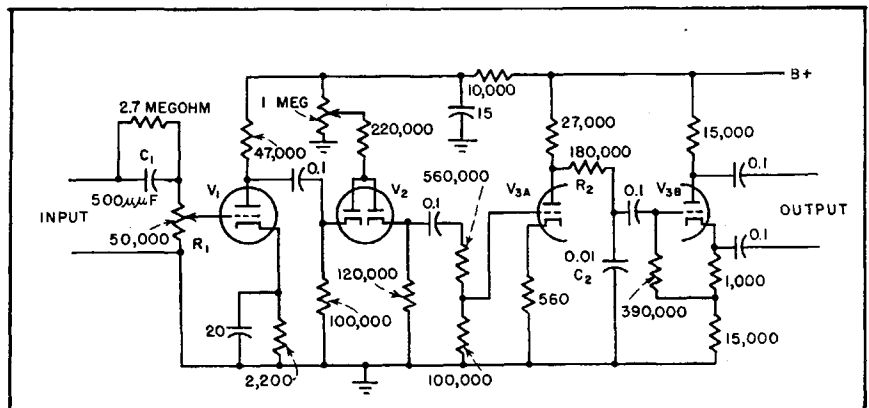 B+
10,000
2.7 MEGOHM
1 MEG
15
27,000
220,000
15,000
C1
47,000
0.1
180,000
560,000
0.1
500μμF
V1
V2
0.1
V3A
R2
0.1
V3B
INPUT
OUTPUT
50,000
R1
0.1
120,000
0.01
C2
1,000
560
390,000
20
100,000
15,000
2,200
100,000